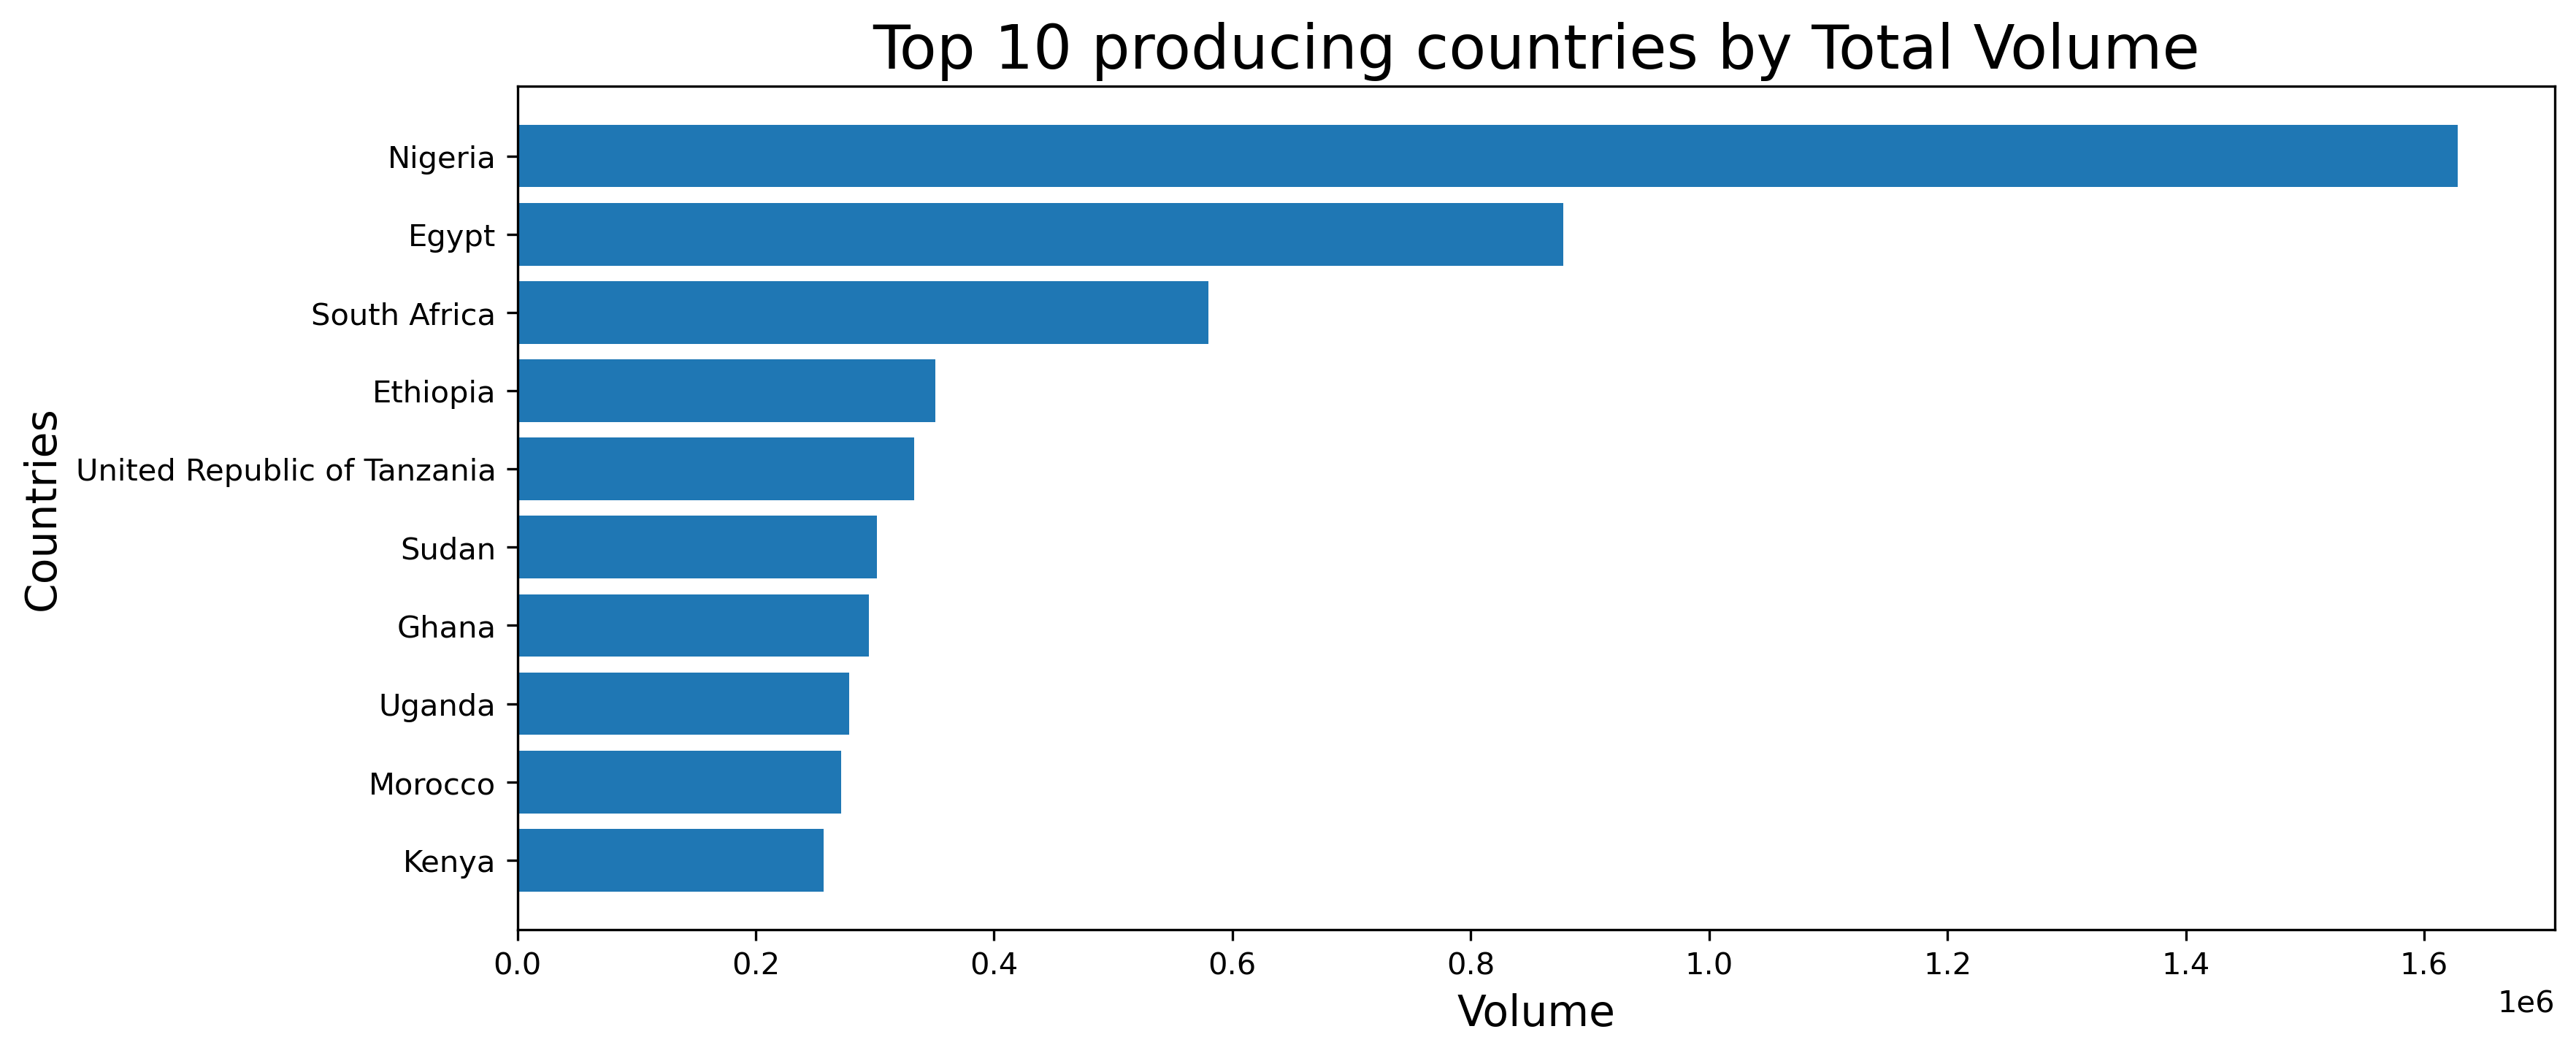 Top 10 producing countries by Total Volume
Countries
Nigeria
Egypt
South Africa
Ethiopia
United Republic of Tanzania
Sudan
Ghana
Uganda
Morocco
Kenya
0.0 0.2 0.4 0.6 0.8 1.0 1.2 1.4 1.6
1e6
Volume